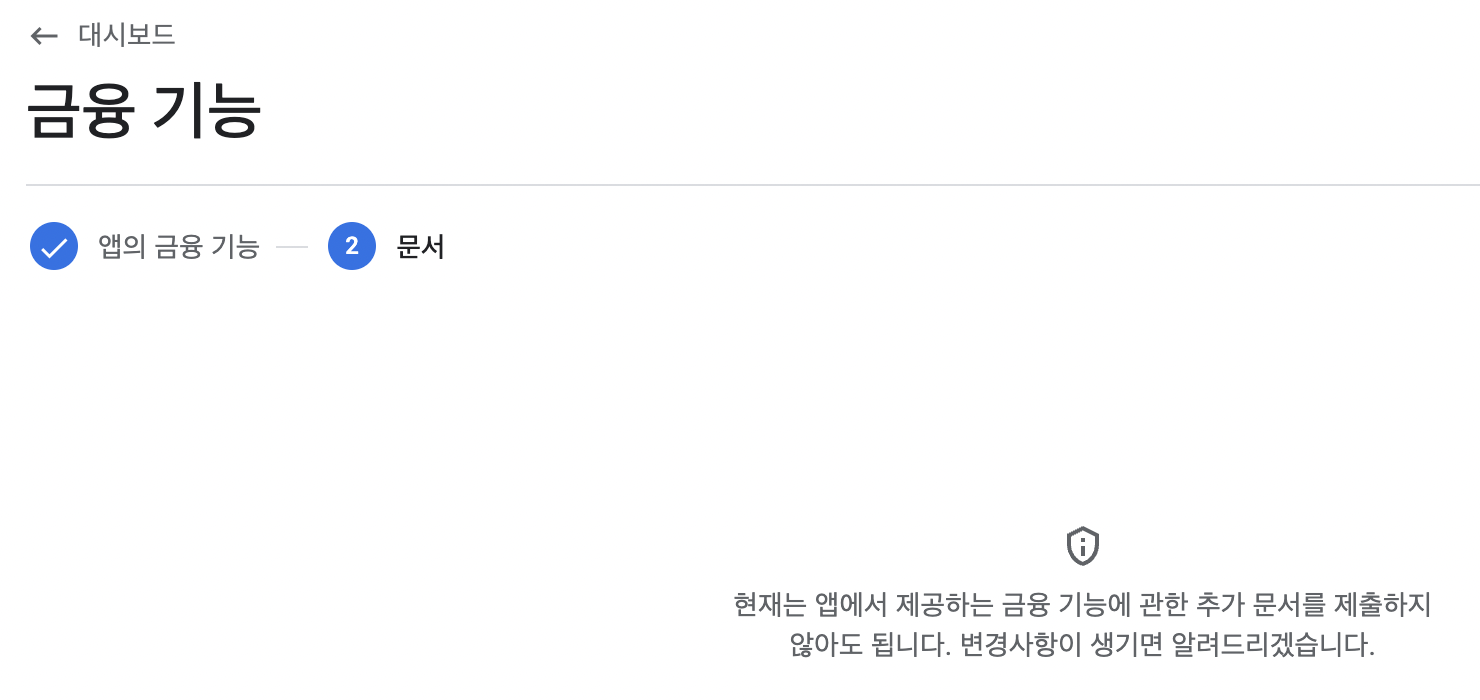 대시보드
금융 기능
앱의 금융 기능
2 문서
현재는 앱에서 제공하는 금융 기능에 관한 추가 문서를 제출하지
않아도 됩니다. 변경사항이 생기면 알려드리겠습니다.